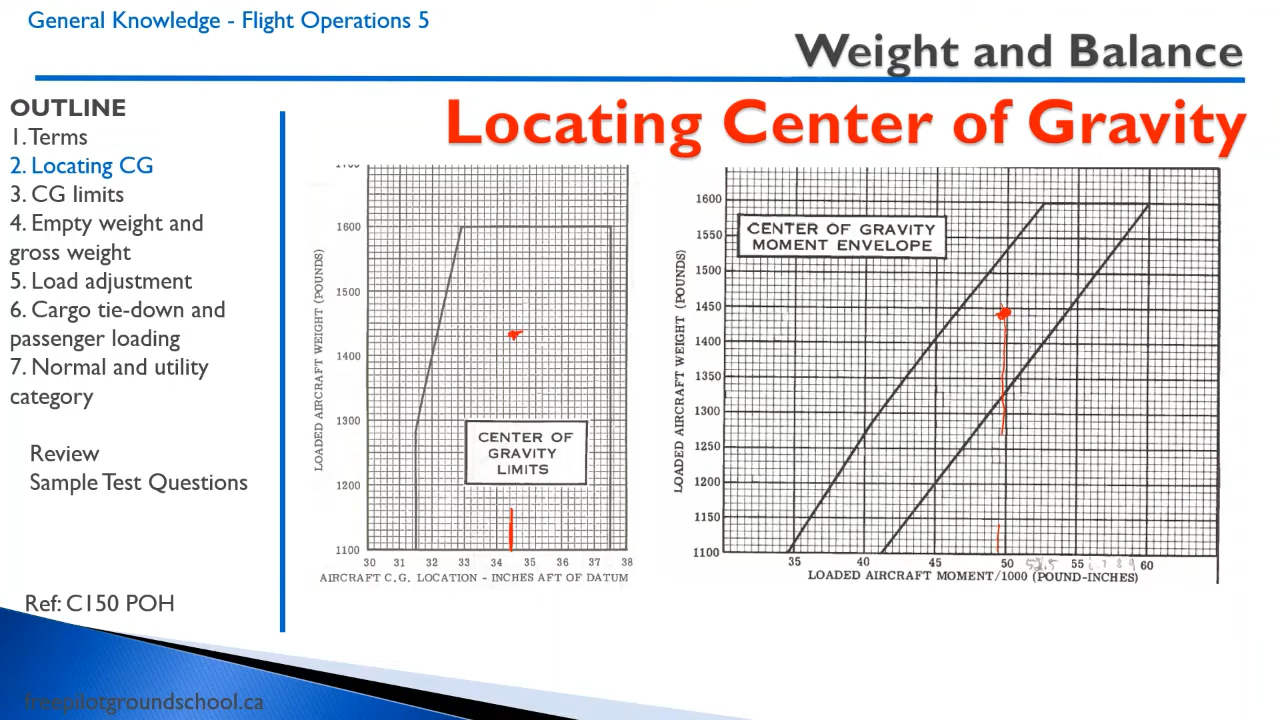 General Knowledge - Flight Operations 5
Weight and Balance
Locating Center of Gravity
OUTLINE
1. Terms
2. Locating CG
3. CG limits
4. Empty weight and
gross weight
5. Load adjustment
6. Cargo tie-down and
passenger loading
7. Normal and utility
category
Review
Sample Test Questions
Ref: C150 POH
freepilotgroundschool.ca
LOADED AIRCRAFT WEIGHT (POUNDS)
1700
1600
1500
1400
1300
1200
1100
CENTER OF
GRAVITY
LIMITS
30 31 32 33 34 35 36 37 38
AIRCRAFT C.G. LOCATION - INCHES AFT OF DATUM
LOADED AIRCRAFT WEIGHT (POUNDS)
1600
1550
1500
1450
1400
1350
1300
1250
1200
1150
1100
CENTER OF GRAVITY
MOMENT ENVELOPE
35 40 45 50 52.5 55 60
LOADED AIRCRAFT MOMENT/1000 (POUND-INCHES)